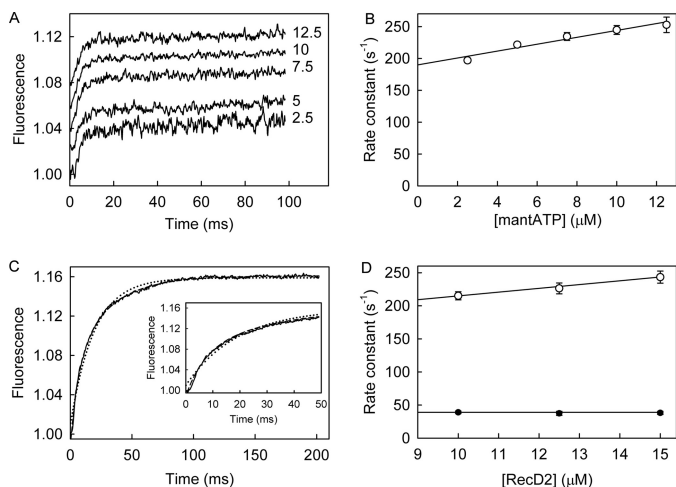 A
Fluorescence
1.12
1.08
1.04
1.00
12.5
10
7.5
5
2.5
0 20 40 60 80 100
Time (ms)
B
Rate constant (s⁻¹)
250
200
150
100
50
0
0 2 4 6 8 10 12
[mantATP] (μM)
C
Fluorescence
1.16
1.12
1.08
1.04
1.00
0 50 100 150 200
Time (ms)
Fluorescence
1.16
1.12
1.08
1.04
1.00
0 10 20 30 40 50
Time (ms)
D
Rate constant (s⁻¹)
250
200
150
100
50
0
9 10 11 12 13 14 15
[RecD2] (μM)